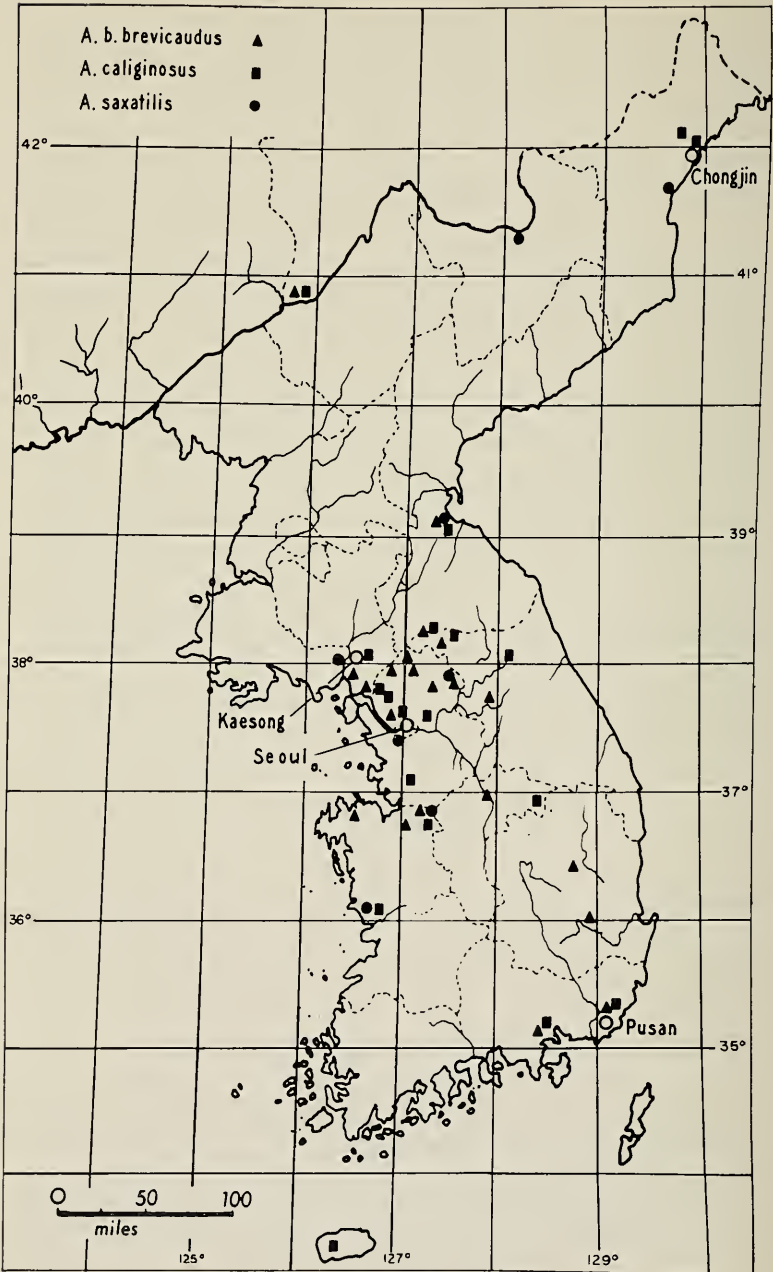 A. b. brevicaudus
A. caliginosus
A. saxatilis
42°
Chongjin
41°
40°
39°
38°
Kaesong
Seoul
37°
36°
Pusan
35°
0 50 100
miles
125° 127° 129°